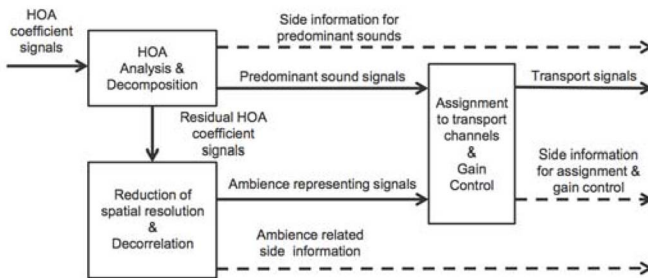 HOA
coefficient
signals
HOA
Analysis &
Decomposition
Side information for
predominant sounds
Predominant sound signals
Residual HOA
coefficient
signals
Assignment
to transport
channels
&
Gain
Control
Transport signals
Side information
for assignment &
gain control
Reduction of
spatial resolution
&
Decorrelation
Ambience representing signals
Ambience related
side information